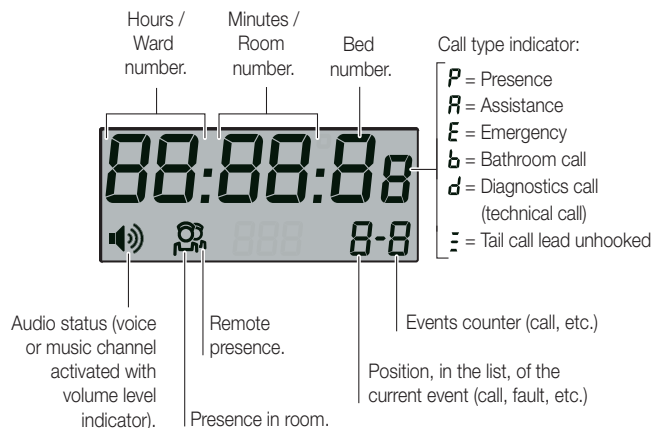 Hours /
Ward
number.
Minutes /
Room
number.
Bed
number.
Call type indicator:
P = Presence
A = Assistance
E = Emergency
b = Bathroom call
d = Diagnostics call
(technical call)
= Tail call lead unhooked
88:88:88
888 8-8
Audio status (voice
or music channel
activated with
volume level
indicator).
Remote
presence.
Presence in room.
Events counter (call, etc.)
Position, in the list, of the
current event (call, fault, etc.)